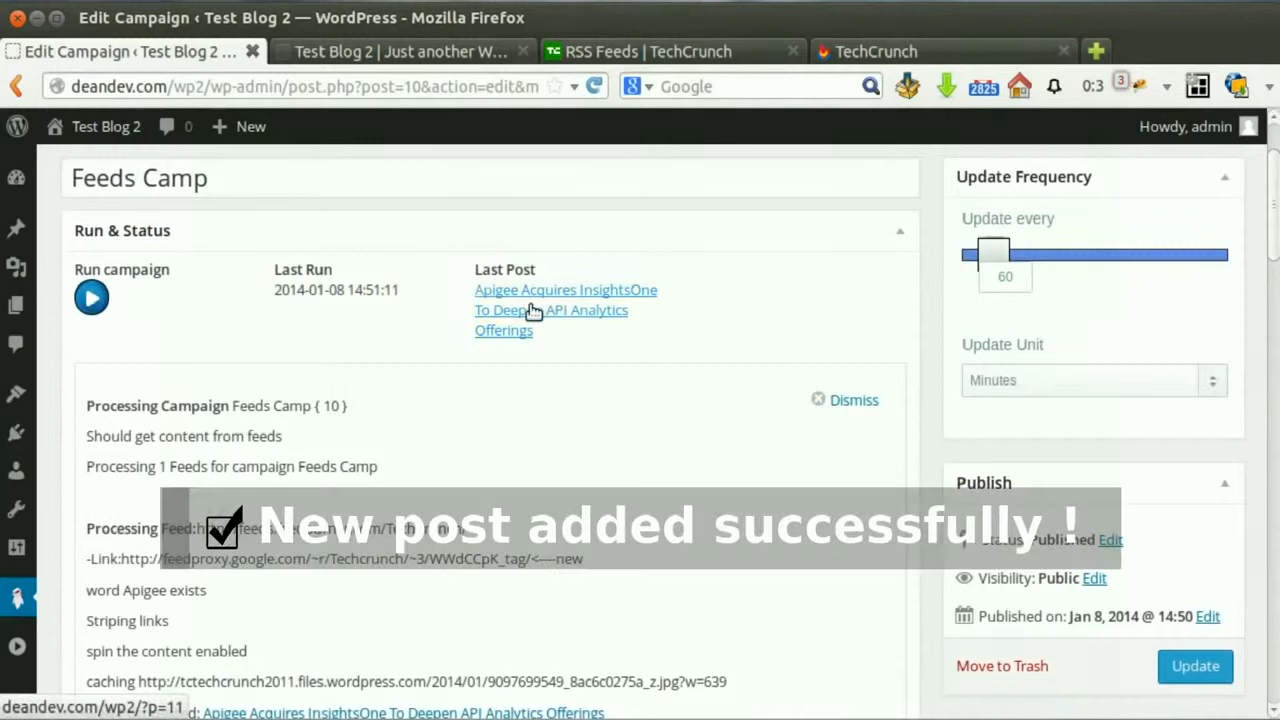 Edit Campaign ‹ Test Blog 2 — WordPress - Mozilla Firefox
Edit Campaign ‹ Test Blog 2 ...
Test Blog 2 | Just another W...
RSS Feeds | TechCrunch
TechCrunch
deandev.com/wp2/wp-admin/post.php?post=10&action=edit&m
Google
2825
0:3
3
Test Blog 2
0
New
Howdy, admin
Feeds Camp
Update Frequency
Update every
60
Update Unit
Minutes
Run & Status
Run campaign
Last Run
2014-01-08 14:51:11
Last Post
Apigee Acquires InsightsOne
To Deepen API Analytics
Offerings
Dismiss
Processing Campaign Feeds Camp { 10 }
Should get content from feeds
Processing 1 Feeds for campaign Feeds Camp
New post added successfully !
Processing Feed:
-Link:http://feedproxy.google.com/~r/Techcrunch/~3/WWdCCpK_tag/<----new
word Apigee exists
Striping links
spin the content enabled
caching http://tctechcrunch2011.files.wordpress.com/2014/01/9097699549_8ac6c0275a_z.jpg?w=639
Apigee Acquires InsightsOne To Deepen API Analytics Offerings
Publish
Status: Published Edit
Visibility: Public Edit
Published on: Jan 8, 2014 @ 14:50 Edit
Move to Trash
Update
deandev.com/wp2/?p=11